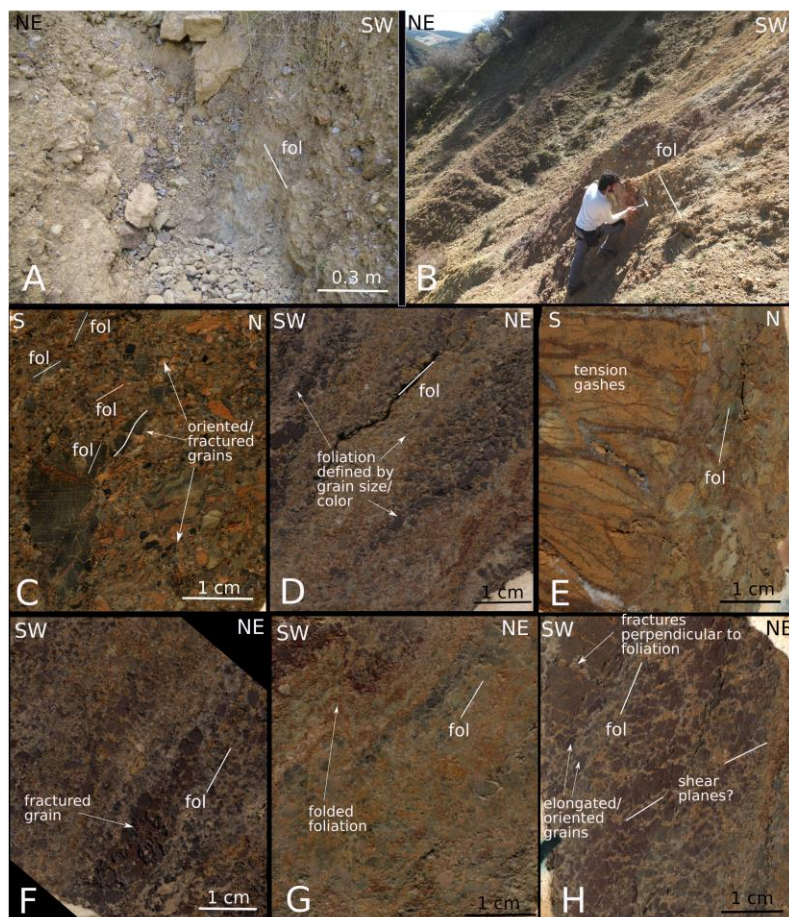 NE
SW
fol
A
0.3 m
NE
SW
fol
B
S
N
fol
fol
fol
fol
oriented/
fractured
grains
C
1 cm
SW
NE
fol
foliation
defined by
grain size/
color
D
1 cm
S
N
tension
gashes
fol
E
1 cm
SW
NE
fractured
grain
fol
F
1 cm
SW
NE
fol
folded
foliation
G
1 cm
SW
NE
fractures
perpendicular to
foliation
fol
shear
planes?
elongated/
oriented
grains
H
1 cm